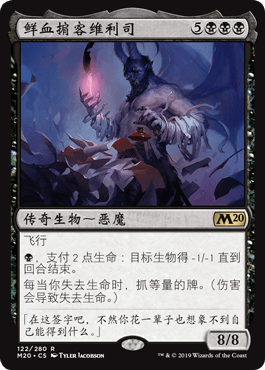 鲜血掮客维利司 5
传奇生物～恶魔 M20
飞行
,支付2点生命:目标生物得-1/-1直到
回合结束。
每当你失去生命时,抓等量的牌。(伤害
会导致失去生命。)
「在这签字吧,不然你花一辈子也想象不到自
己能得到什么。」
8/8
122/280 R
M20 • CS TYLER JACOBSON
™ & © 2019 Wizards of the Coast